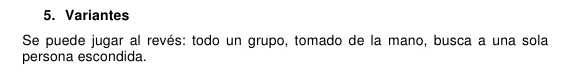 5. Variantes
Se puede jugar al revés: todo un grupo, tomado de la mano, busca a una sola
persona escondida.